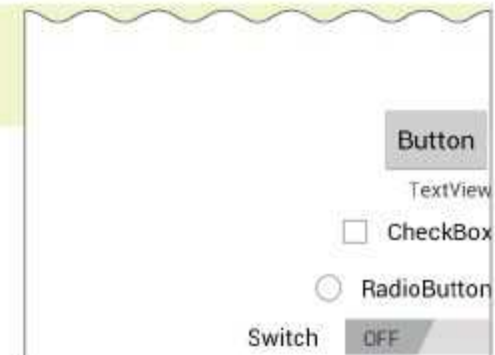 Button
TextView
CheckBox
RadioButton
Switch OFF